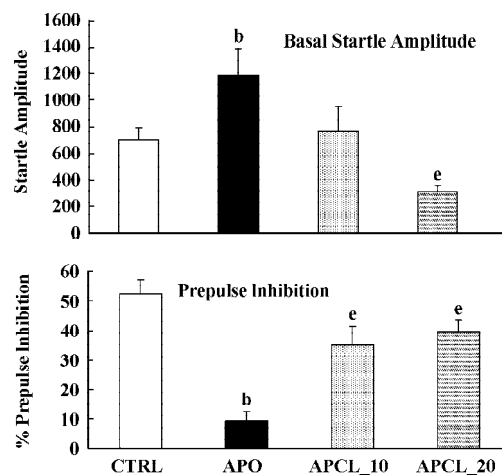 1600
1400
1200
1000
800
600
400
200
0
Startle Amplitude
Basal Startle Amplitude
b
e
60
50
40
30
20
10
0
% Prepulse Inhibition
Prepulse Inhibition
b
e
e
CTRL APO APCL_10 APCL_20